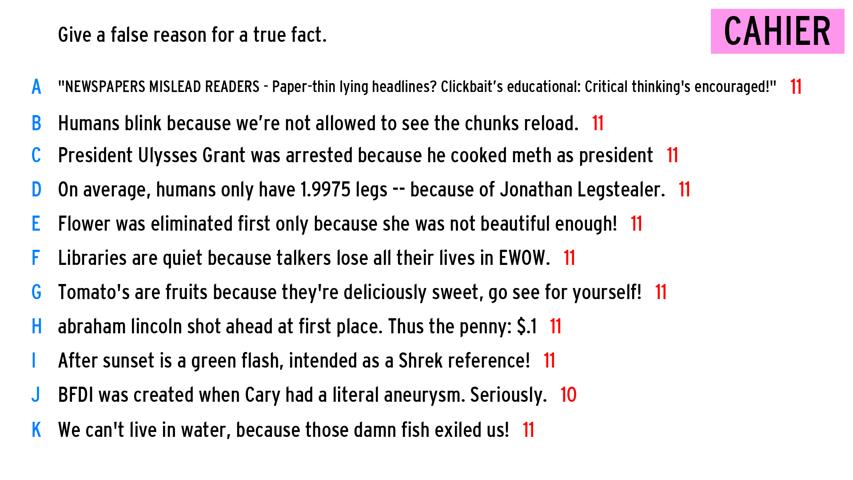 Give a false reason for a true fact.
CAHIER
A "NEWSPAPERS MISLEAD READERS - Paper-thin lying headlines? Clickbait's educational: Critical thinking's encouraged!" 11
B Humans blink because we're not allowed to see the chunks reload. 11
C President Ulysses Grant was arrested because he cooked meth as president 11
D On average, humans only have 1.9975 legs -- because of Jonathan Legstealer. 11
E Flower was eliminated first only because she was not beautiful enough! 11
F Libraries are quiet because talkers lose all their lives in EWOW. 11
G Tomato's are fruits because they're deliciously sweet, go see for yourself! 11
H abraham lincoln shot ahead at first place. Thus the penny: $.1 11
I After sunset is a green flash, intended as a Shrek reference! 11
J BFDI was created when Cary had a literal aneurysm. Seriously. 10
K We can't live in water, because those damn fish exiled us! 11